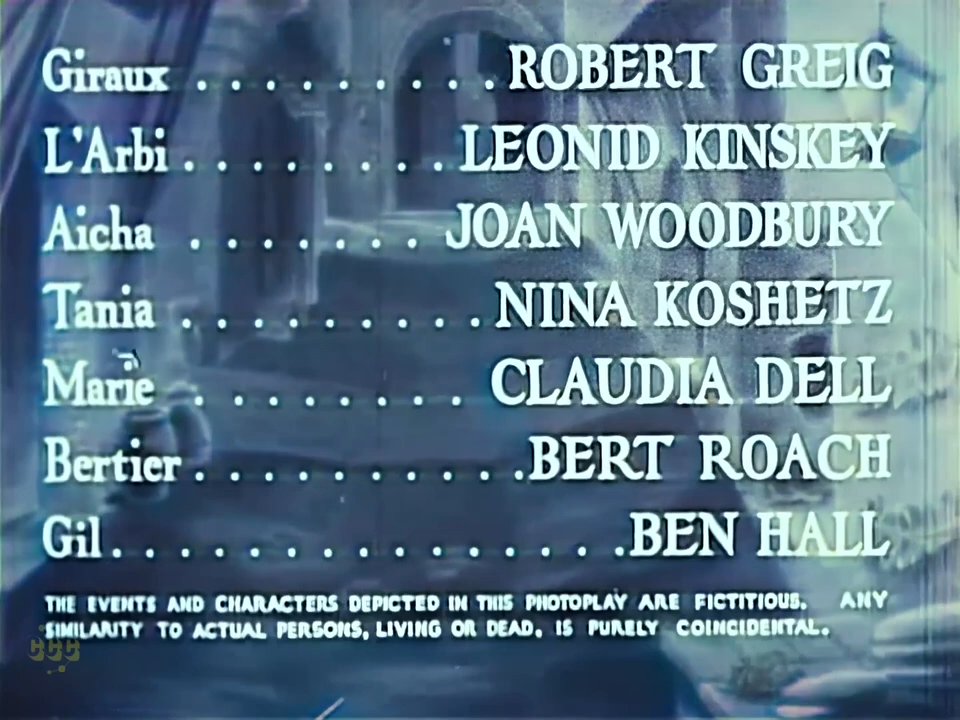 Giraux . . . . . . . . . ROBERT GREIG
L'Arbi . . . . . . . . LEONID KINSKEY
Aicha . . . . . . . JOAN WOODBURY
Tania . . . . . . . . . NINA KOSHETZ
Marie . . . . . . . . CLAUDIA DELL
Bertier . . . . . . . . . . BERT ROACH
Gil . . . . . . . . . . . . . . . . BEN HALL
THE EVENTS AND CHARACTERS DEPICTED IN THIS PHOTOPLAY ARE FICTITIOUS. ANY
SIMILARITY TO ACTUAL PERSONS, LIVING OR DEAD, IS PURELY COINCIDENTAL.
CCC